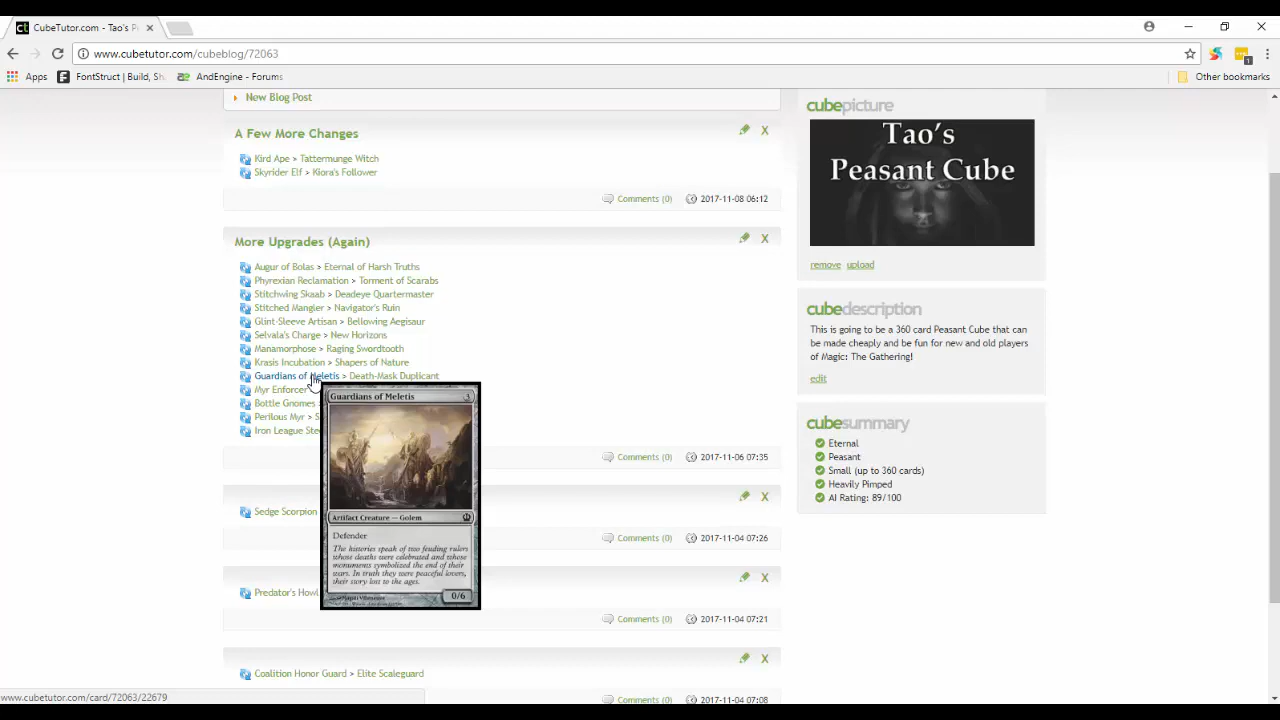 CubeTutor.com - Tao's P
www.cubetutor.com/cubeblog/72063
Apps
FontStruct | Build, Sh
AndEngine - Forums
Other bookmarks
New Blog Post
A Few More Changes
Kird Ape > Tattermunge Witch
Skyrider Elf > Kiora's Follower
Comments (0) 2017-11-08 06:12
More Upgrades (Again)
Augur of Bolas > Eternal of Harsh Truths
Phyrexian Reclamation > Torment of Scarabs
Stitchwing Skaab > Deadeye Quartermaster
Stitched Mangler > Navigator's Ruin
Glint-Sleeve Artisan > Bellowing Aegisaur
Selvala's Charge > New Horizons
Manamorphose > Raging Swordtooth
Krasis Incubation > Shapers of Nature
Guardians of Meletis > Death-Mask Duplicant
Myr Enforcer
Bottle Gnomes
Perilous Myr > S
Iron League Ste
Comments (0) 2017-11-06 07:35
Sedge Scorpion
Comments (0) 2017-11-04 07:26
Predator's Howl
Comments (0) 2017-11-04 07:21
Coalition Honor Guard > Elite Scaleguard
Comments (0) 2017-11-04 07:08
Guardians of Meletis 3
Artifact Creature — Golem
Defender
The histories speak of two feuding rulers
whose deaths were celebrated and whose
monuments symbolized the end of their
wars. In truth they were peaceful lovers,
their story lost to the ages.
0/6
cubepicture
Tao's
Peasant Cube
remove upload
cubedescription
This is going to be a 360 card Peasant Cube that can
be made cheaply and be fun for new and old players
of Magic: The Gathering!
edit
cubesummary
Eternal
Peasant
Small (up to 360 cards)
Heavily Pimped
AI Rating: 89/100
www.cubetutor.com/card/72063/22679